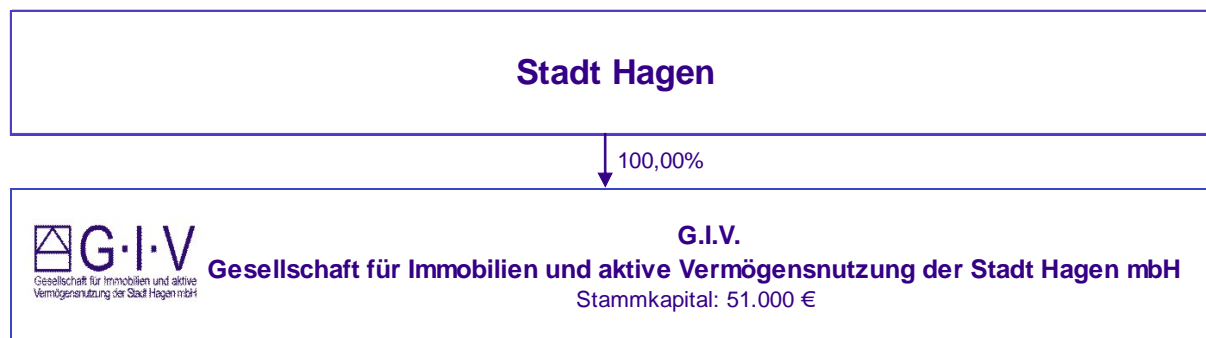 Stadt Hagen
100,00%
G·I·V
Gesellschaft für Immobilien und aktive
Vermögensnutzung der Stadt Hagen mbH
G.I.V.
Gesellschaft für Immobilien und aktive Vermögensnutzung der Stadt Hagen mbH
Stammkapital: 51.000 €